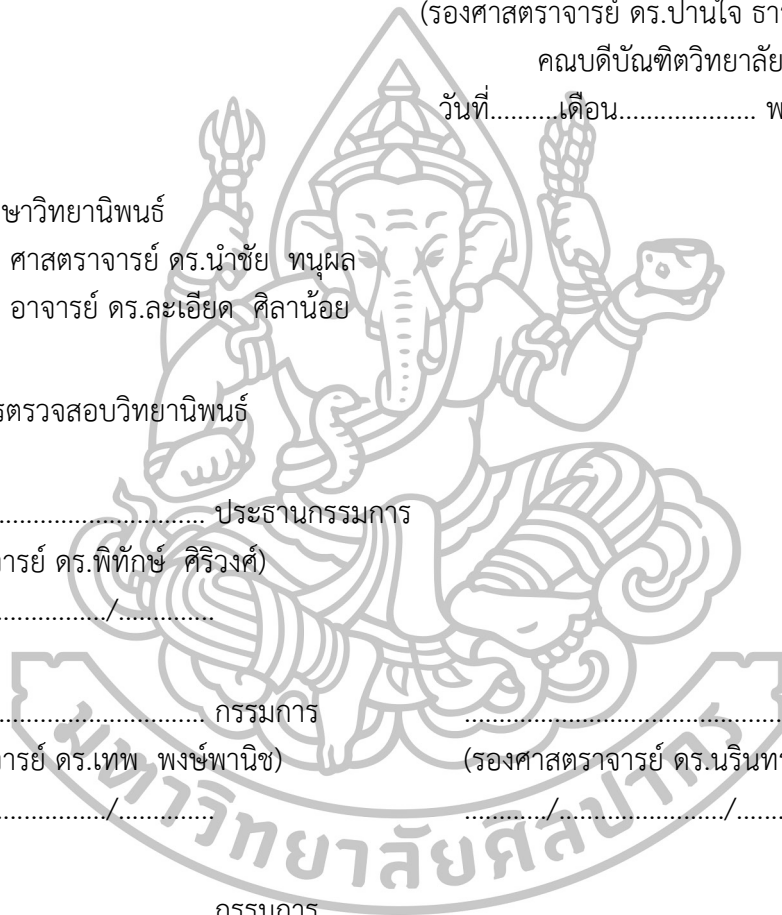 (รองศาสตราจารย์ ดร.ปานใจ
คณบดีบัณฑิตวิทยาลัย
วันที่..........เดือน.................... พ
ษาวิทยานิพนธ์
ศาสตราจารย์ ดร.นำชัย ทนุผล
อาจารย์ ดร.ละเอียด ศิลาน้อย
รตรวจสอบวิทยานิพนธ์
.............................. ประธานกรรมการ
ารย์ ดร.พิทักษ์ ศิริวงศ์)
................/..............
.............................. กรรมการ
ารย์ ดร.เทพ พงษ์พานิช)
(รองศาสตราจารย์ ดร.นรินทร
................/..............
............/......................../........
มหาวิทยาลัยศิลปากร
กรรมการ